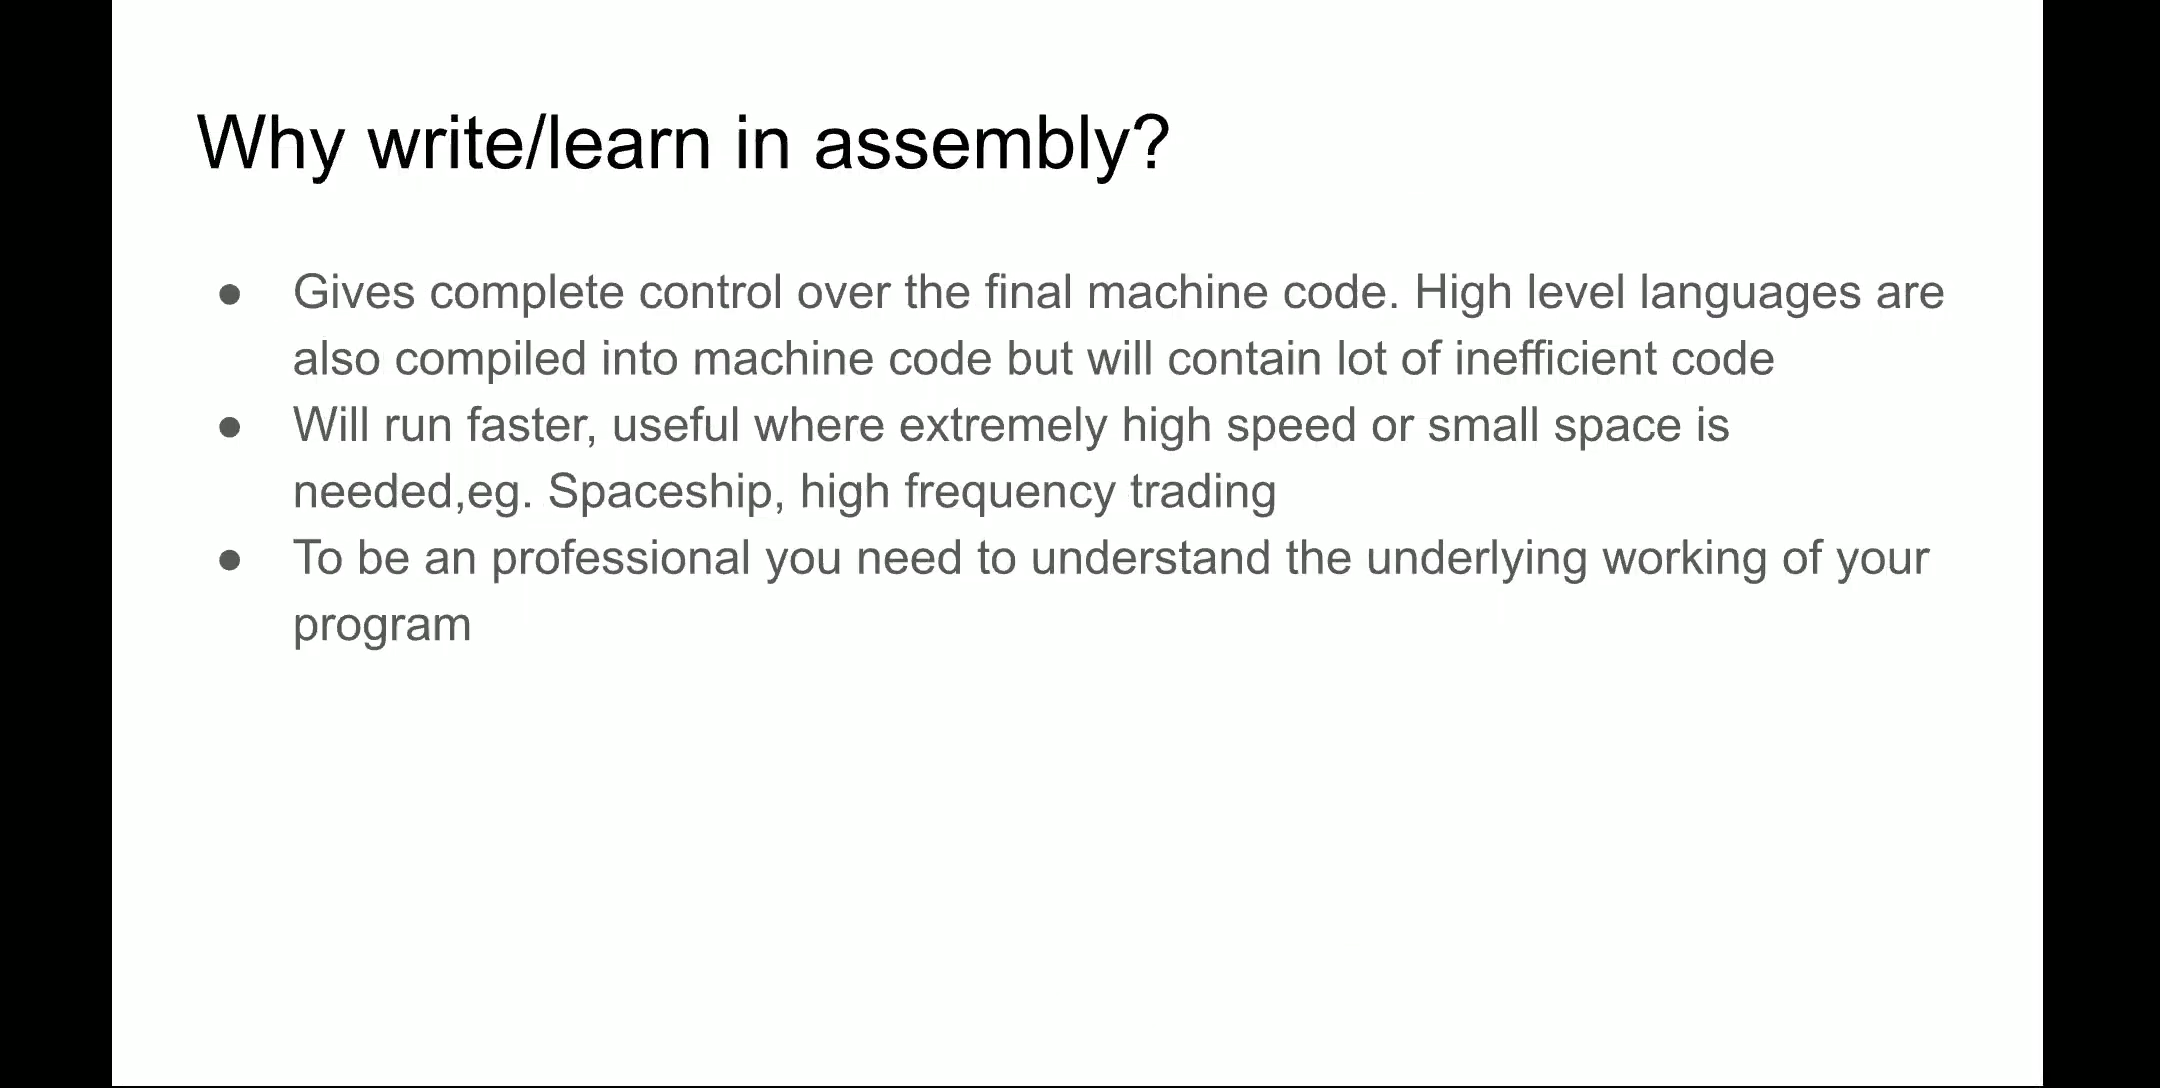 Why write/learn in assembly?
● Gives complete control over the final machine code. High level languages are
also compiled into machine code but will contain lot of inefficient code
● Will run faster, useful where extremely high speed or small space is
needed,eg. Spaceship, high frequency trading
● To be an professional you need to understand the underlying working of your
program